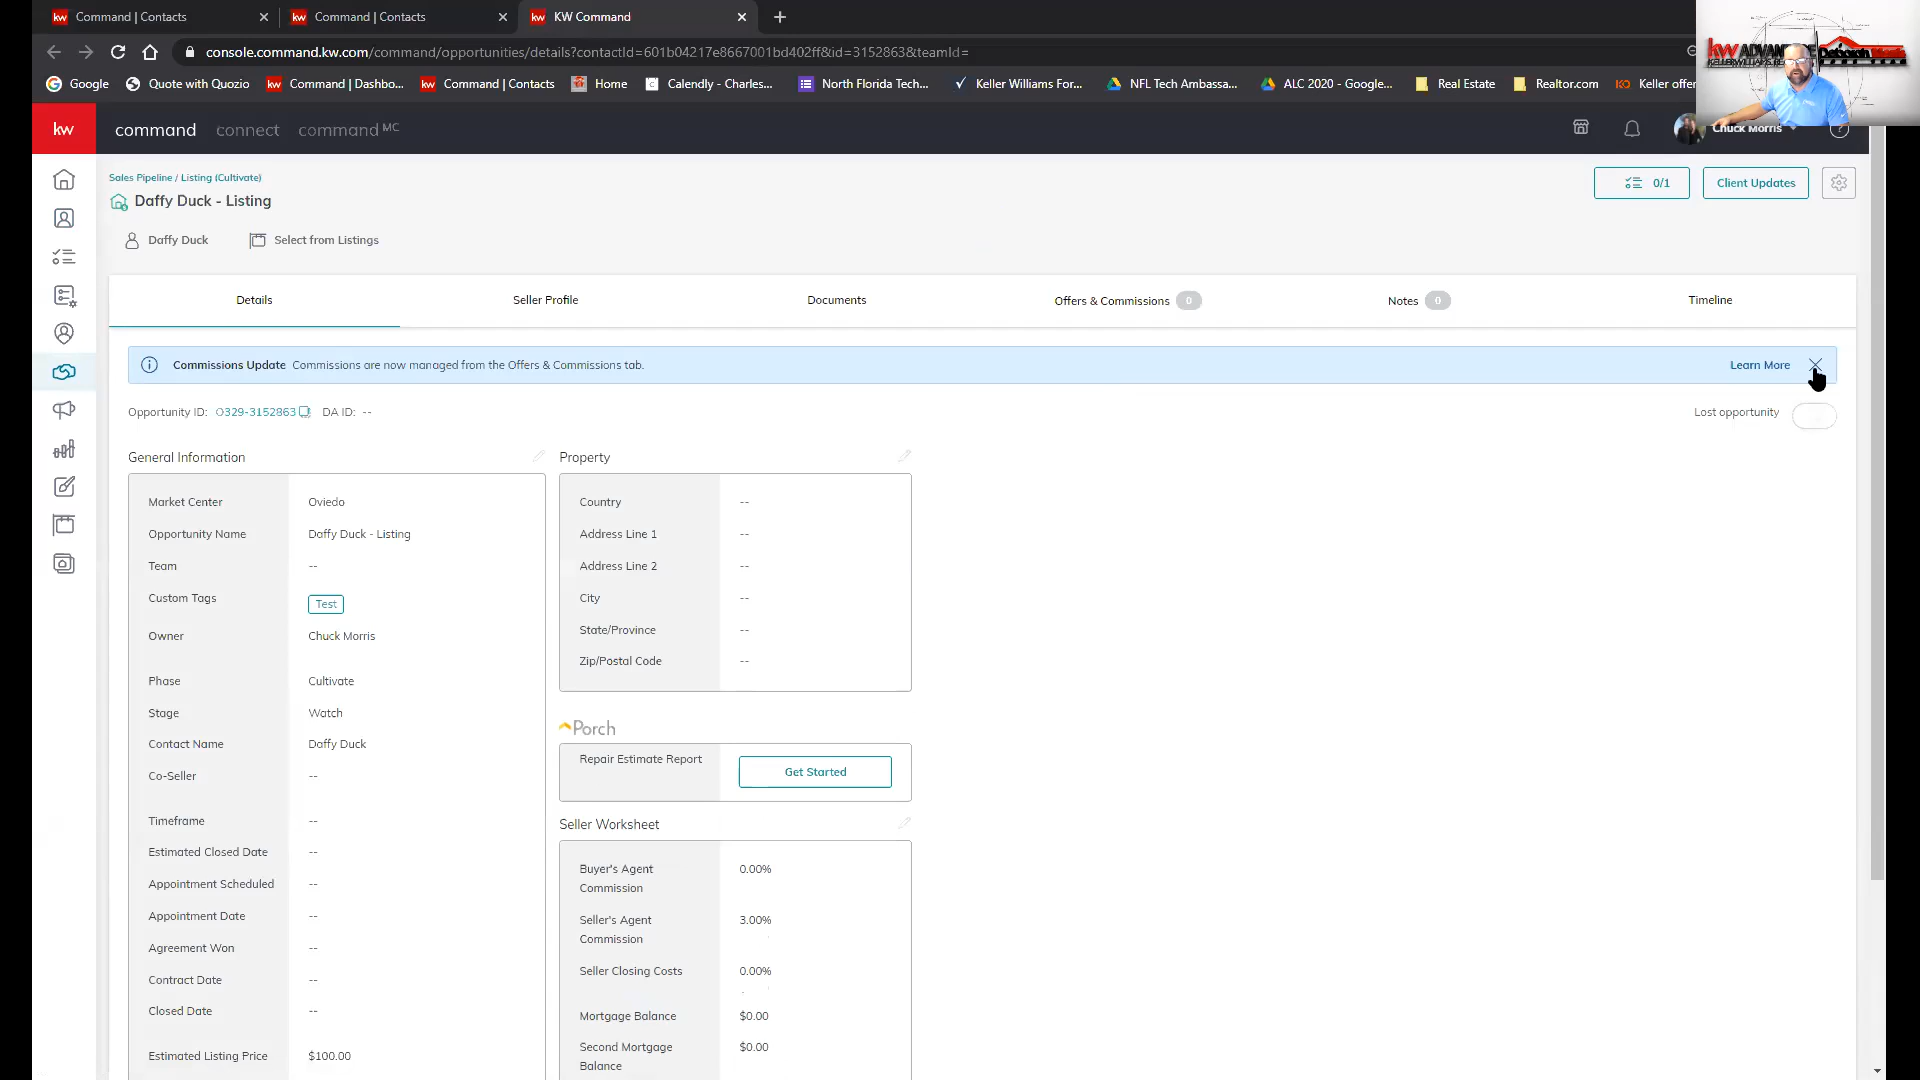 Command | Contacts
Command | Contacts
KW Command
console.command.kw.com/command/opportunities/details?contactId=601b04217e8667001bd402ff&id=3152863&teamId=
Google
Quote with Quozio
Command | Dashbo...
Command | Contacts
Home
Calendly - Charles...
North Florida Tech...
Keller Williams For...
NFL Tech Ambassa...
ALC 2020 - Google...
Real Estate
Realtor.com
Keller offer
kw
command
connect
command MC
Chuck Morris
Sales Pipeline / Listing (Cultivate)
Daffy Duck - Listing
0/1
Client Updates
Daffy Duck
Select from Listings
Details
Seller Profile
Documents
Offers & Commissions 0
Notes 0
Timeline
Commissions Update Commissions are now managed from the Offers & Commissions tab.
Learn More
Opportunity ID: O329-3152863 DA ID: --
Lost opportunity
General Information
Market Center Oviedo
Opportunity Name Daffy Duck - Listing
Team --
Custom Tags Test
Owner Chuck Morris
Phase Cultivate
Stage Watch
Contact Name Daffy Duck
Co-Seller --
Timeframe --
Estimated Closed Date --
Appointment Scheduled --
Appointment Date --
Agreement Won --
Contract Date --
Closed Date --
Estimated Listing Price $100.00
Property
Country --
Address Line 1 --
Address Line 2 --
City --
State/Province --
Zip/Postal Code --
Porch
Repair Estimate Report
Get Started
Seller Worksheet
Buyer's Agent 0.00%
Commission
Seller's Agent 3.00%
Commission
Seller Closing Costs 0.00%
Mortgage Balance $0.00
Second Mortgage $0.00
Balance